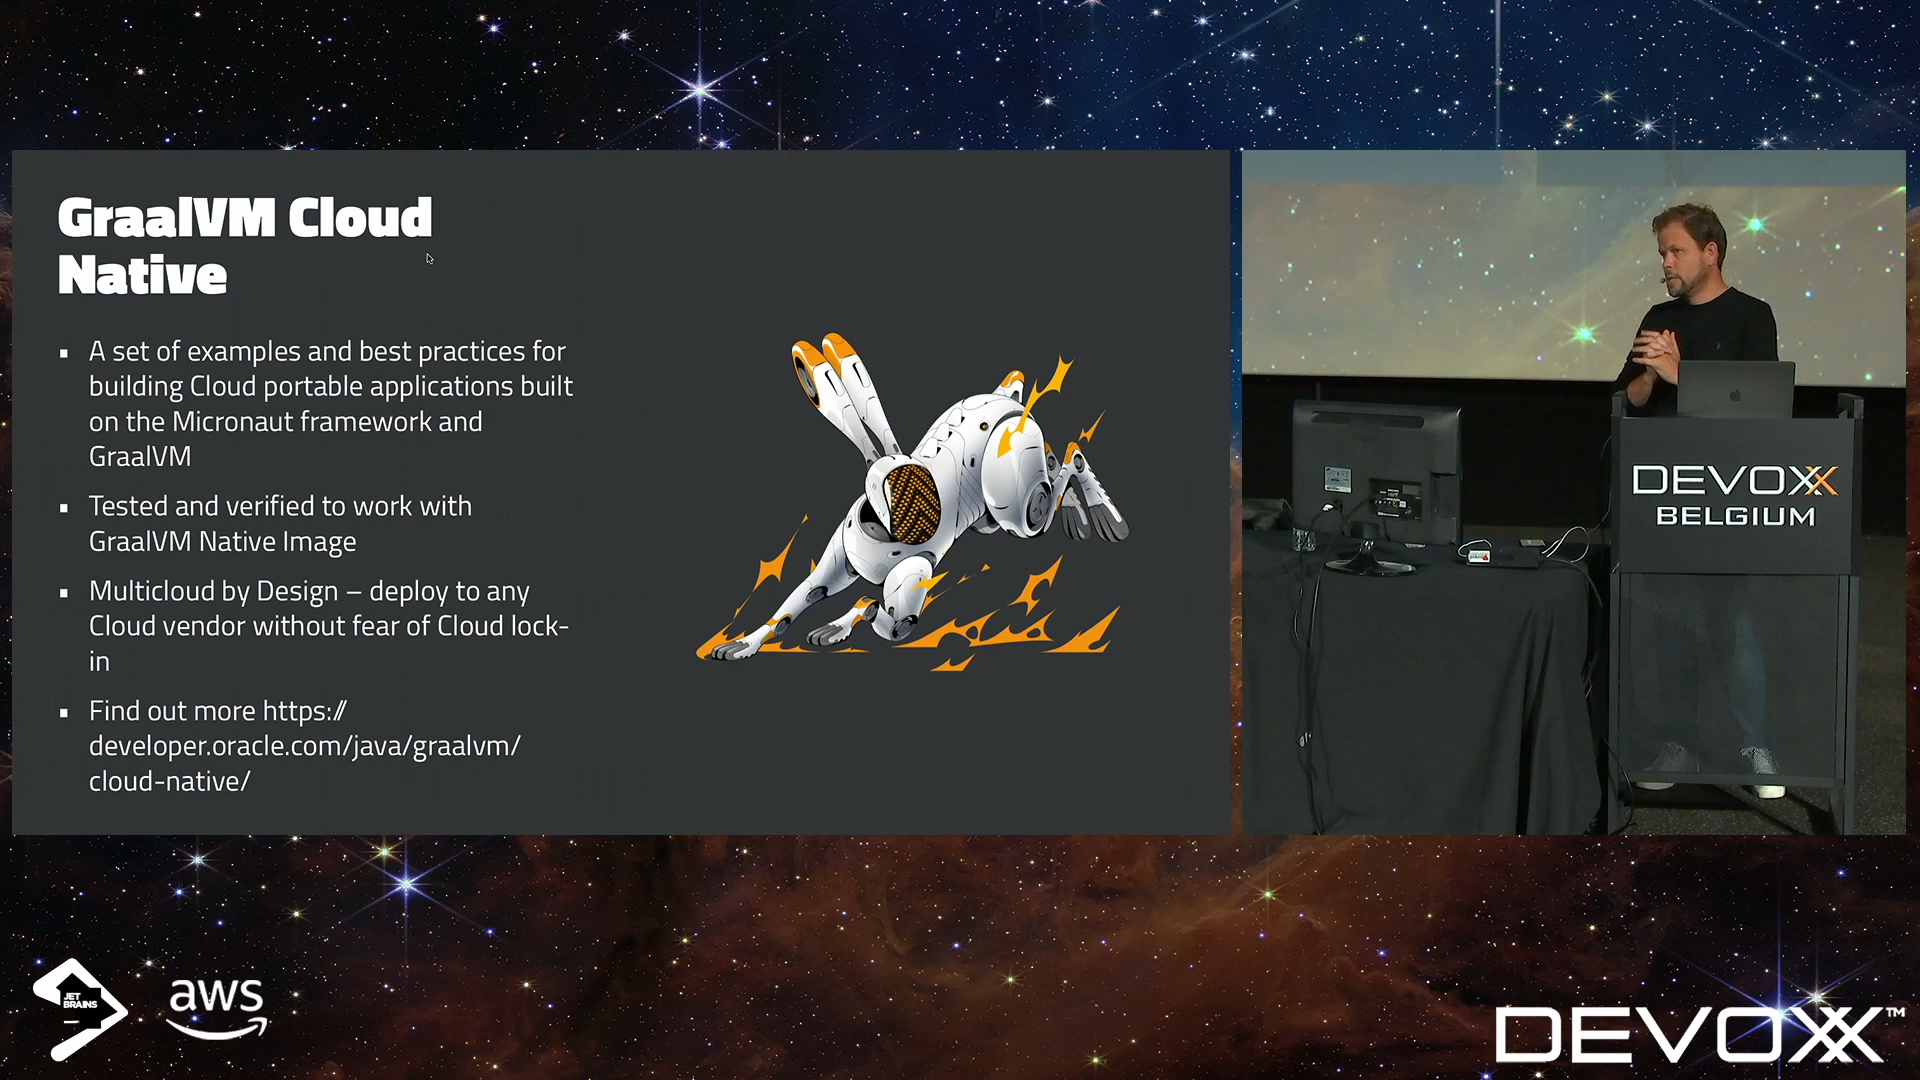 GraalVM Cloud
Native
▪ A set of examples and best practices for
building Cloud portable applications built
on the Micronaut framework and
GraalVM
▪ Tested and verified to work with
GraalVM Native Image
▪ Multicloud by Design – deploy to any
Cloud vendor without fear of Cloud lock-
in
▪ Find out more https://
developer.oracle.com/java/graalvm/
cloud-native/
DEVOXX
BELGIUM
JET
BRAINS
aws
DEVOXX™